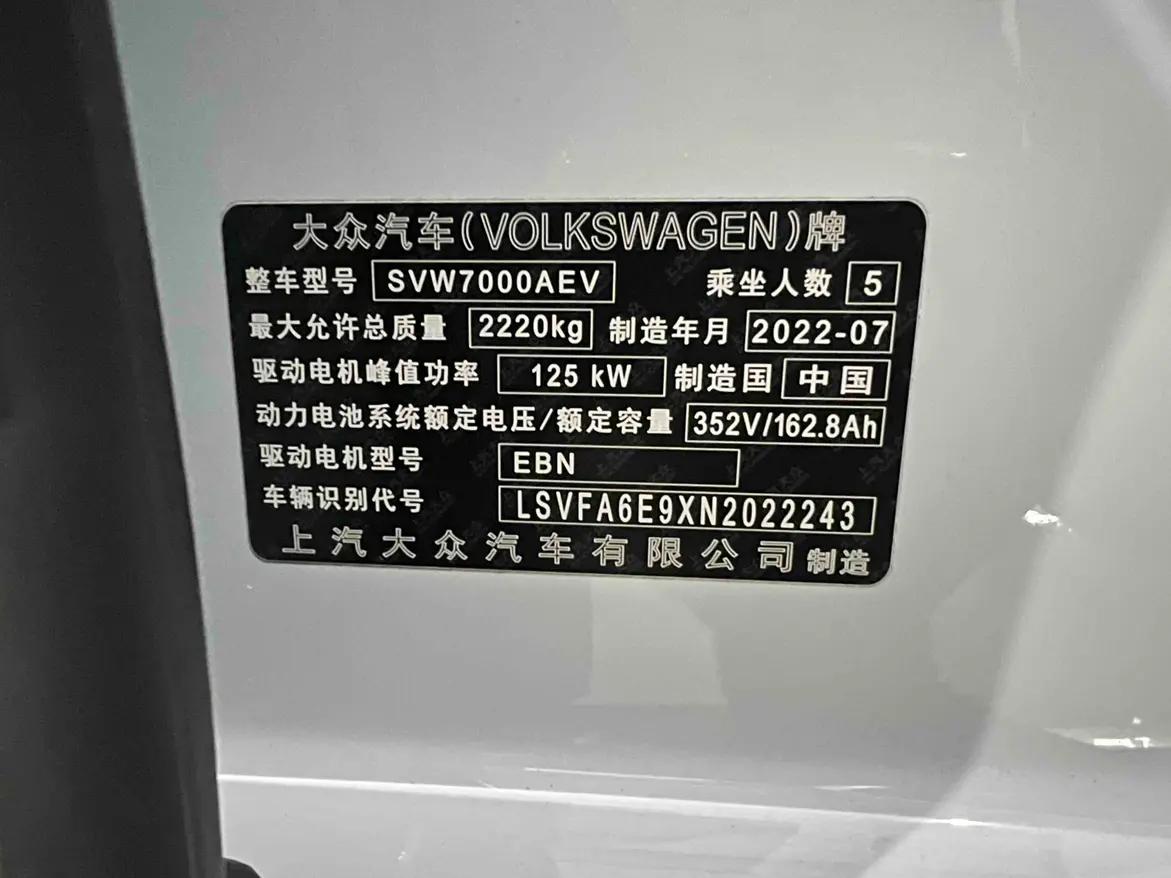 大众汽车(VOLKSWAGEN)牌
整车型号 SVW7000AEV 乘坐人数 5
最大允许总质量 2220kg 制造年月 2022-07
驱动电机峰值功率 125 kW 制造国 中国
动力电池系统额定电压/额定容量 352V/162.8Ah
驱动电机型号 EBN
车辆识别代号 LSVFA6E9XN2022243
上汽大众汽车有限公司制造